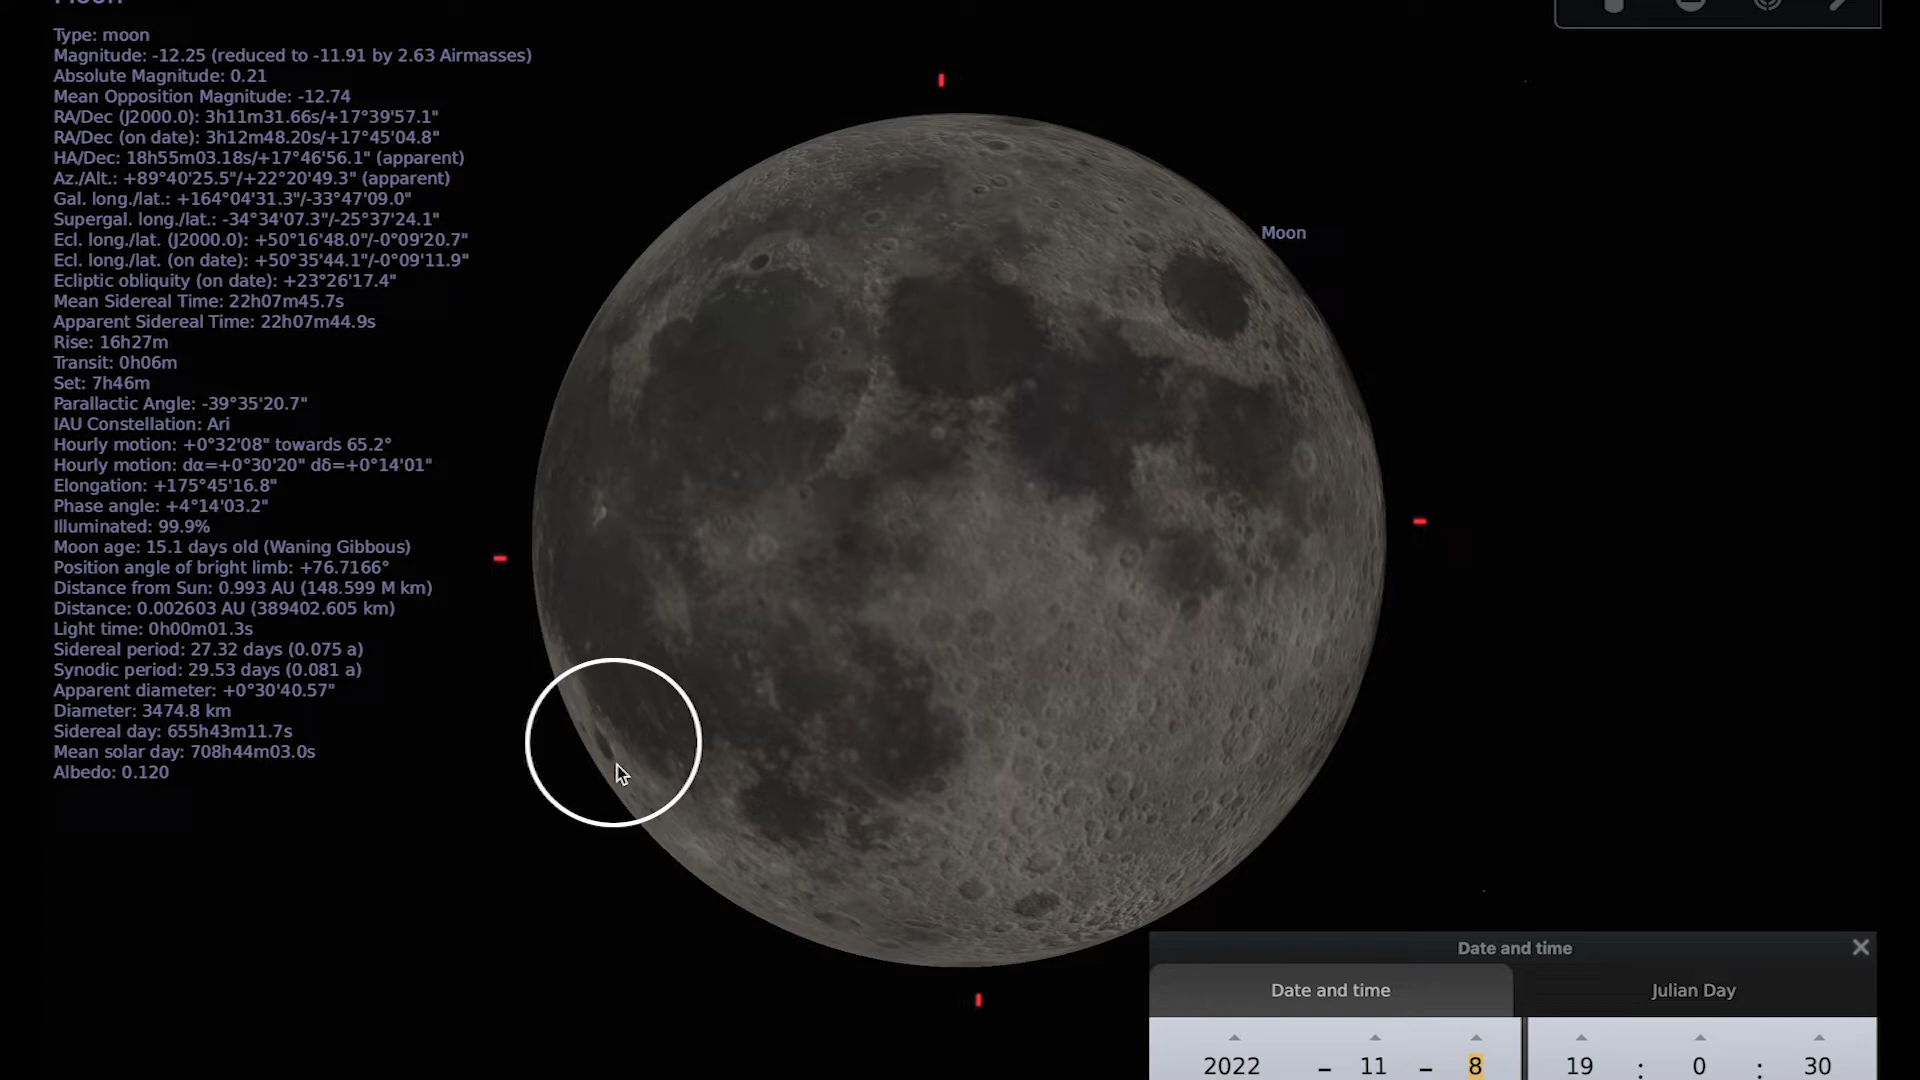 Moon
Type: moon
Magnitude: -12.25 (reduced to -11.91 by 2.63 Airmasses)
Absolute Magnitude: 0.21
Mean Opposition Magnitude: -12.74
RA/Dec (J2000.0): 3h11m31.66s/+17°39'57.1"
RA/Dec (on date): 3h12m48.20s/+17°45'04.8"
HA/Dec: 18h55m03.18s/+17°46'56.1" (apparent)
Az./Alt.: +89°40'25.5"/+22°20'49.3" (apparent)
Gal. long./lat.: +164°04'31.3"/-33°47'09.0"
Supergal. long./lat.: -34°34'07.3"/-25°37'24.1"
Ecl. long./lat. (J2000.0): +50°16'48.0"/-0°09'20.7"
Ecl. long./lat. (on date): +50°35'44.1"/-0°09'11.9"
Ecliptic obliquity (on date): +23°26'17.4"
Mean Sidereal Time: 22h07m45.7s
Apparent Sidereal Time: 22h07m44.9s
Rise: 16h27m
Transit: 0h06m
Set: 7h46m
Parallactic Angle: -39°35'20.7"
IAU Constellation: Ari
Hourly motion: +0°32'08" towards 65.2°
Hourly motion: dα=+0°30'20" dδ=+0°14'01"
Elongation: +175°45'16.8"
Phase angle: +4°14'03.2"
Illuminated: 99.9%
Moon age: 15.1 days old (Waning Gibbous)
Position angle of bright limb: +76.7166°
Distance from Sun: 0.993 AU (148.599 M km)
Distance: 0.002603 AU (389402.605 km)
Light time: 0h00m01.3s
Sidereal period: 27.32 days (0.075 a)
Synodic period: 29.53 days (0.081 a)
Apparent diameter: +0°30'40.57"
Diameter: 3474.8 km
Sidereal day: 655h43m11.7s
Mean solar day: 708h44m03.0s
Albedo: 0.120
Moon
Date and time
Date and time Julian Day
2022 - 11 - 8 19 : 0 : 30